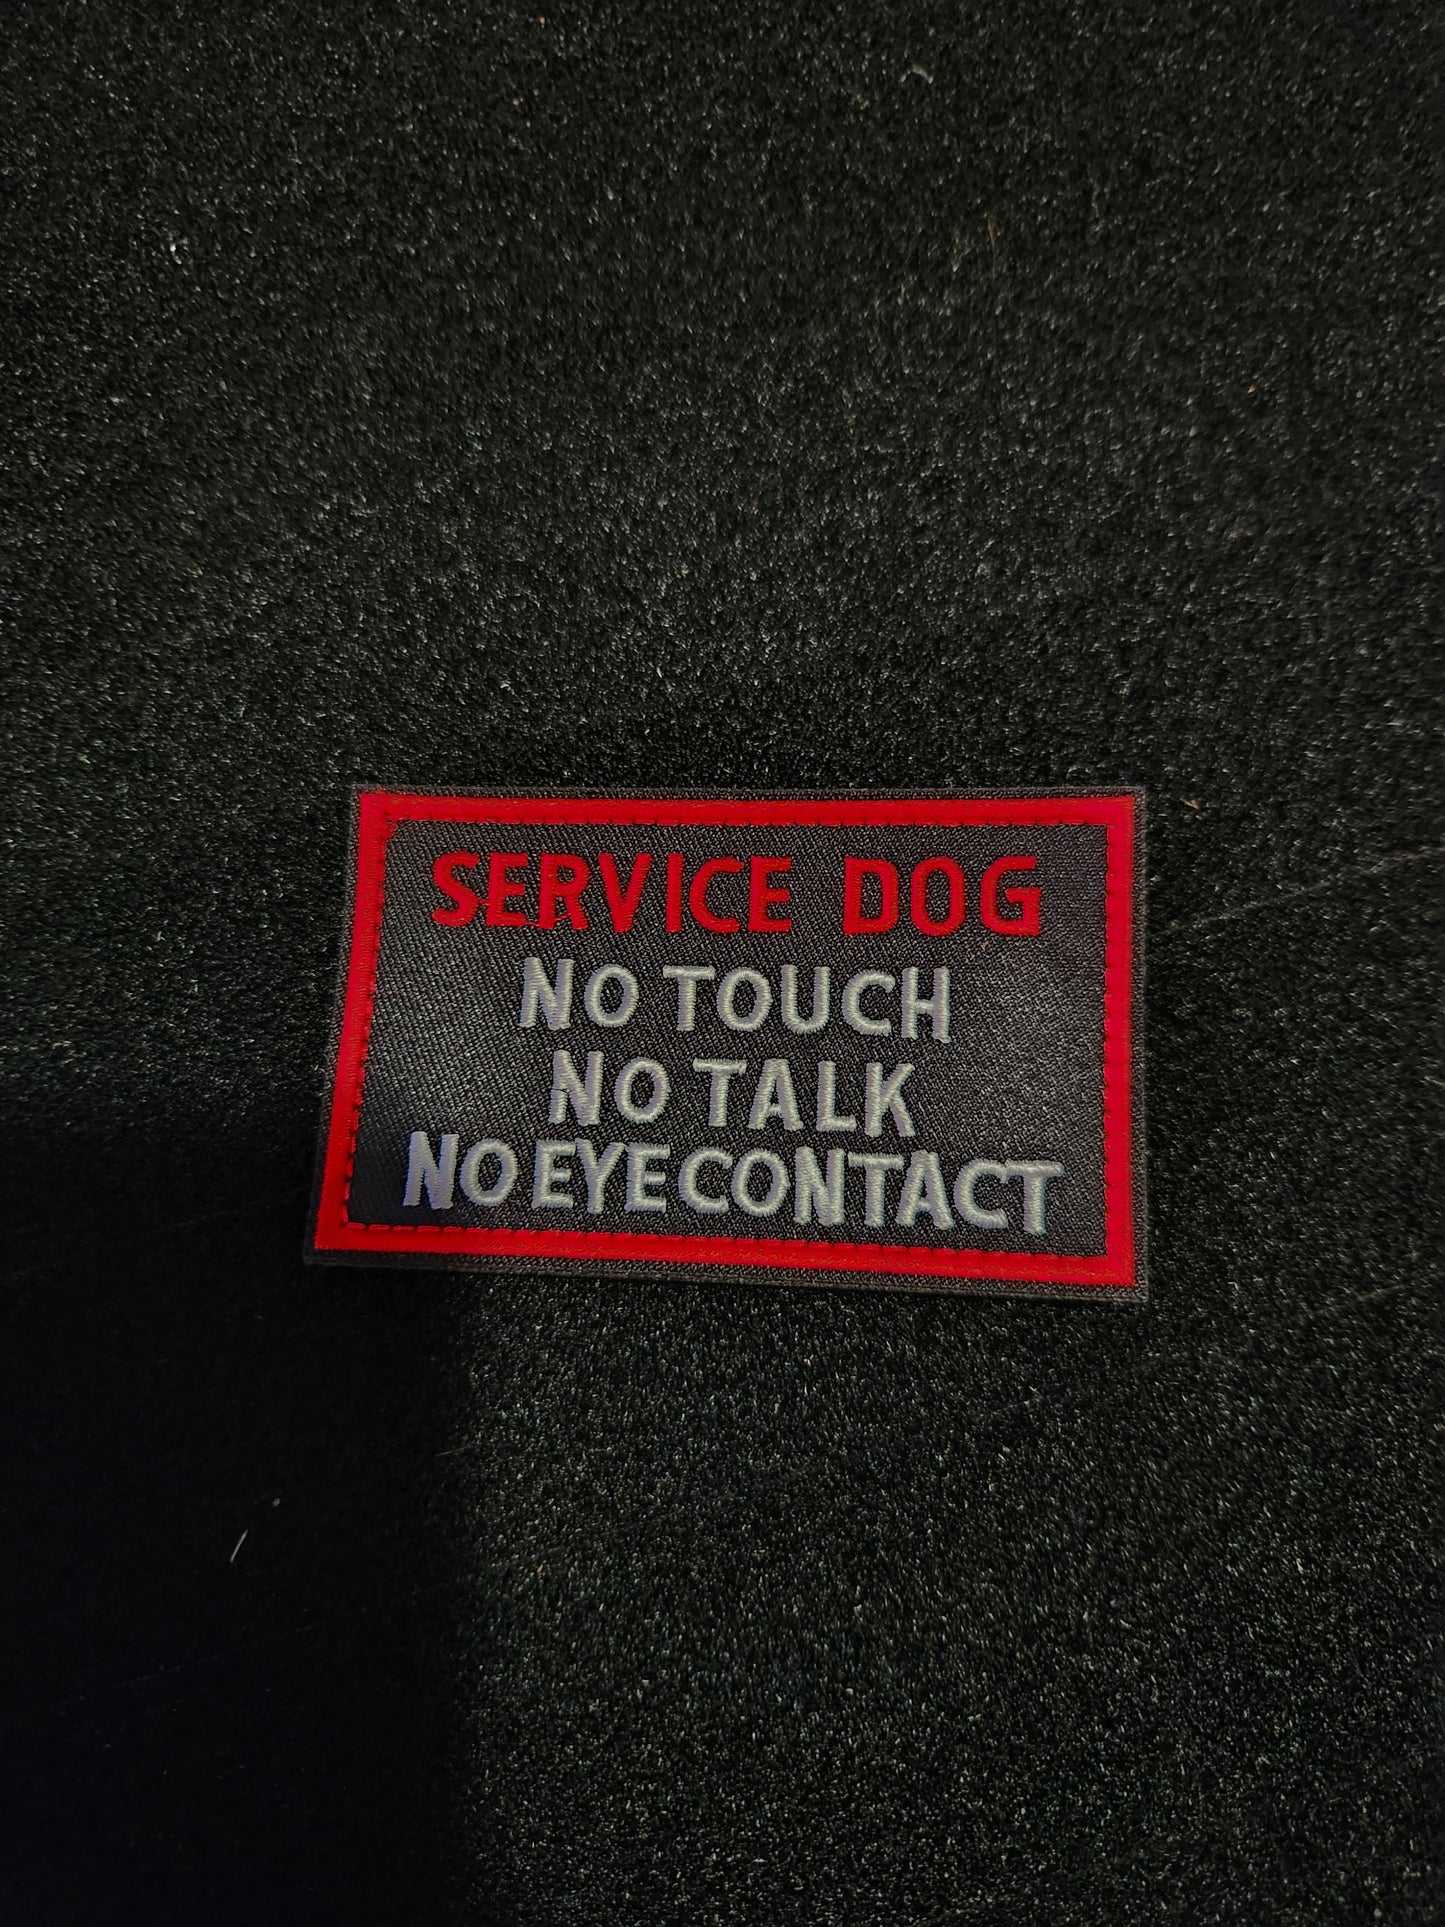 SERVICE DOG
NO TOUCH
NO TALK
NO EYE CONTACT